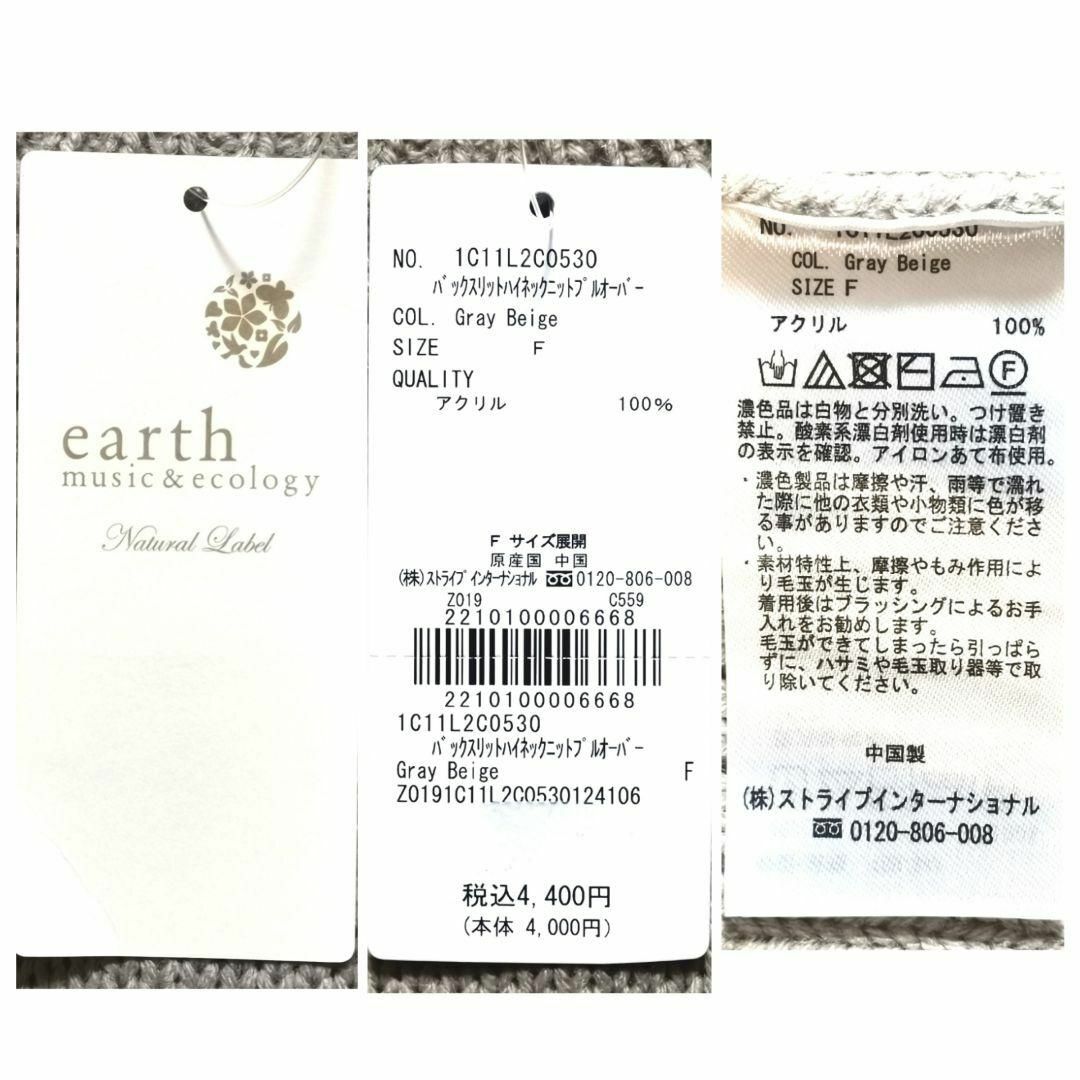 earth
music&ecology
Natural Label
NO. 1C11L2C0530
ﾊﾞｯｸｽﾘｯﾄﾊｲﾈｯｸﾆｯﾄﾌﾟﾙｵｰﾊﾞｰ
COL. Gray Beige
SIZE F
QUALITY
アクリル 100%
F サイズ展開
原産国 中国
(株)ｽﾄﾗｲﾌﾟｲﾝﾀｰﾅｼｮﾅﾙ 0120-806-008
Z019 C559
2210100006668
2210100006668
1C11L2C0530
ﾊﾞｯｸｽﾘｯﾄﾊｲﾈｯｸﾆｯﾄﾌﾟﾙｵｰﾊﾞｰ
Gray Beige F
Z0191C11L2C0530124106
税込4,400円
(本体 4,000円)
NO. 1C11L2C0530
COL. Gray Beige
SIZE F
アクリル 100%
F
濃色品は白物と分別洗い。つけ置き
禁止。酸素系漂白剤使用時は漂白剤
の表示を確認。アイロンあて布使用。
・濃色製品は摩擦や汗、雨等で濡れ
た際に他の衣類や小物類に色が移
る事がありますのでご注意くださ
い。
・素材特性上、摩擦やもみ作用によ
り毛玉が生じます。
着用後はブラッシングによるお手
入れをお勧めします。
毛玉ができてしまったら引っぱら
ずに、ハサミや毛玉取り器等で取
り除いてください。
中国製
(株)ストライプインターナショナル
0120-806-008